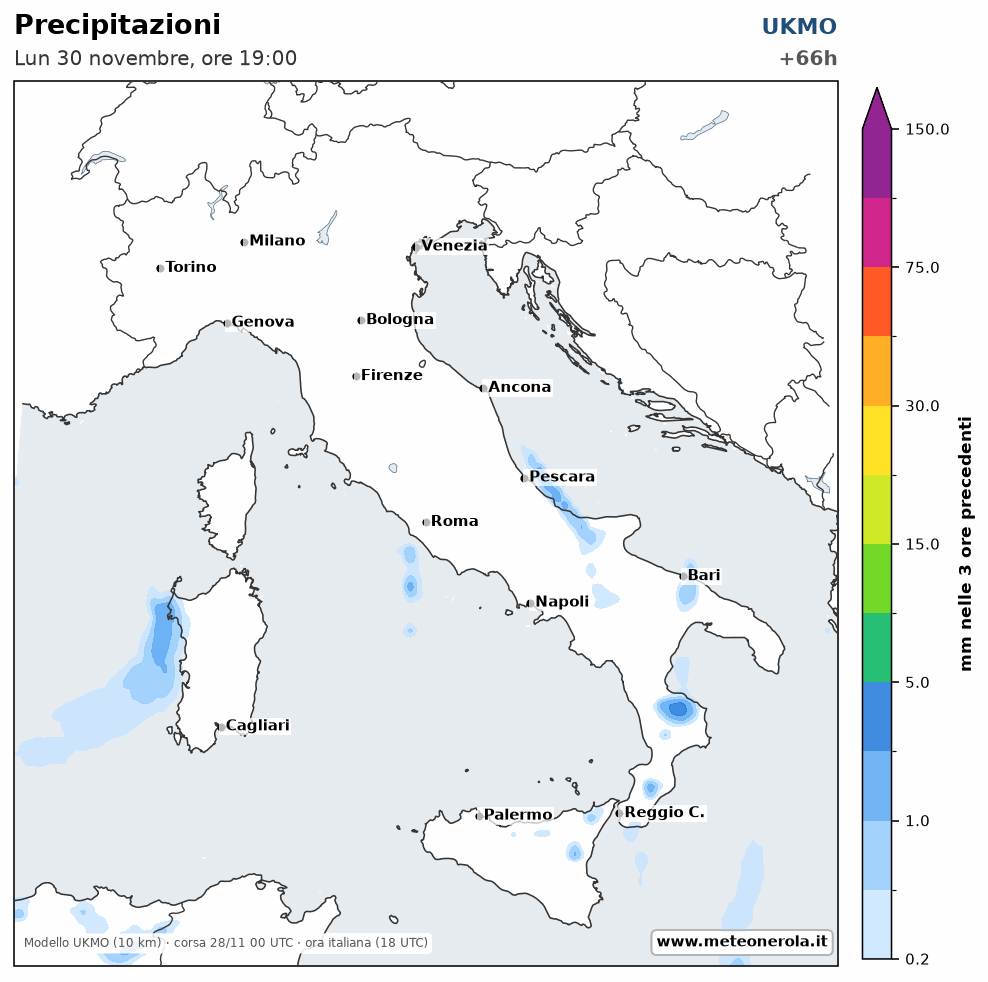 Precipitazioni
UKMO
Lun 30 novembre, ore 19:00
+66h
Milano
Venezia
Torino
Genova
Bologna
Firenze
Ancona
Pescara
Roma
Bari
Napoli
Cagliari
Palermo
Reggio C.
150.0
75.0
30.0
15.0
5.0
1.0
0.2
mm nelle 3 ore precedenti
Modello UKMO (10 km) · corsa 28/11 00 UTC · ora italiana (18 UTC)
www.meteonerola.it